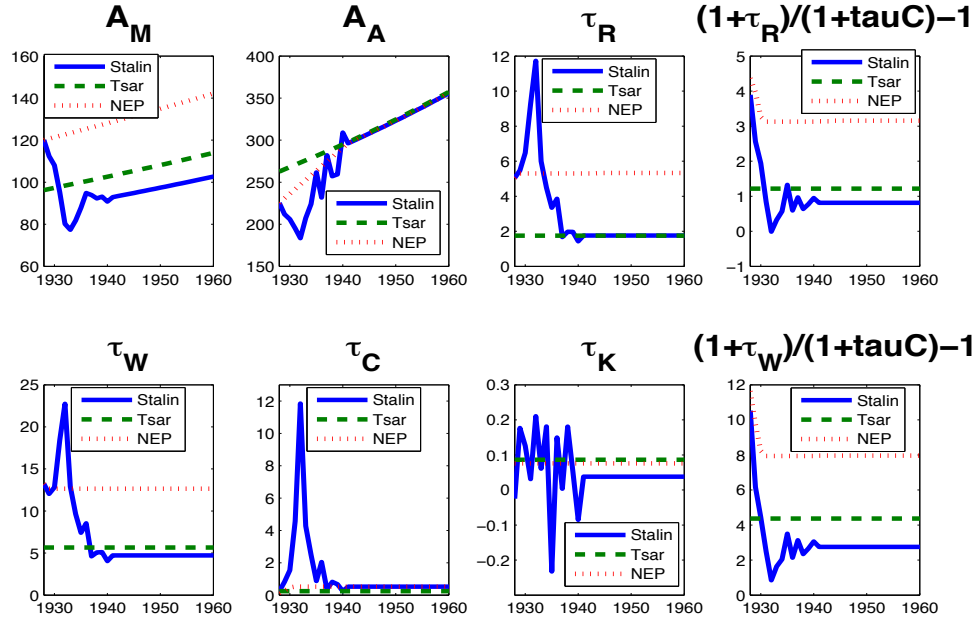 A_M
160
140
120
100
80
60
Stalin
Tsar
NEP
1930 1940 1950 1960
A_A
400
350
300
250
200
150
Stalin
Tsar
NEP
1930 1940 1950 1960
τ_R
12
10
8
6
4
2
0
Stalin
Tsar
NEP
1930 1940 1950 1960
(1+τ_R)/(1+tauC)−1
5
4
3
2
1
0
−1
Stalin
Tsar
NEP
1930 1940 1950 1960
τ_W
25
20
15
10
5
0
Stalin
Tsar
NEP
1930 1940 1950 1960
τ_C
12
10
8
6
4
2
0
Stalin
Tsar
NEP
1930 1940 1950 1960
τ_K
0.3
0.2
0.1
0
−0.1
−0.2
Stalin
Tsar
NEP
1930 1940 1950 1960
(1+τ_W)/(1+tauC)−1
12
10
8
6
4
2
0
Stalin
Tsar
NEP
1930 1940 1950 1960